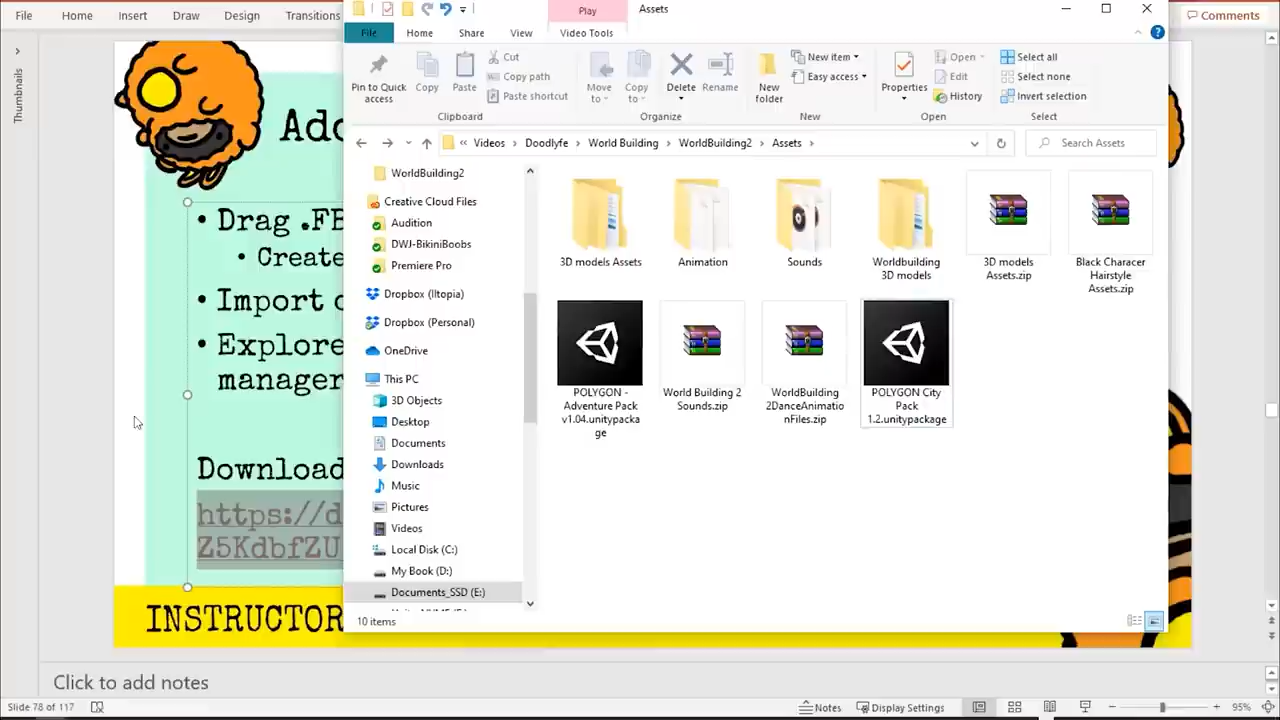 File Home Insert Draw Design Transitions
Comments
Thumbnails
Play
Assets
File Home Share View Video Tools
Pin to Quick
access
Copy
Paste
Cut
Copy path
Paste shortcut
Clipboard
Move
to
Copy
to
Delete
Rename
Organize
New
folder
New item
Easy access
New
Properties
Open
Edit
History
Open
Select all
Select none
Invert selection
Select
« Videos > Doodlyfe > World Building > WorldBuilding2 > Assets >
Search Assets
WorldBuilding2
Creative Cloud Files
Audition
DWJ-BikiniBoobs
Premiere Pro
Dropbox (Iltopia)
Dropbox (Personal)
OneDrive
This PC
3D Objects
Desktop
Documents
Downloads
Music
Pictures
Videos
Local Disk (C:)
My Book (D:)
Documents_SSD (E:)
3D models Assets
Animation
Sounds
Worldbuilding
3D models
3D models
Assets.zip
Black Characer
Hairstyle
Assets.zip
POLYGON -
Adventure Pack
v1.04.unitypacka
ge
World Building 2
Sounds.zip
WorldBuilding
2DanceAnimatio
nFiles.zip
POLYGON City
Pack
1.2.unitypackage
10 items
• Drag .FB
• Create
• Import
• Explore
manager
Download
https://d
Z5KdbfZU
INSTRUCTOR
Click to add notes
Slide 78 of 117
Notes
Display Settings
95%